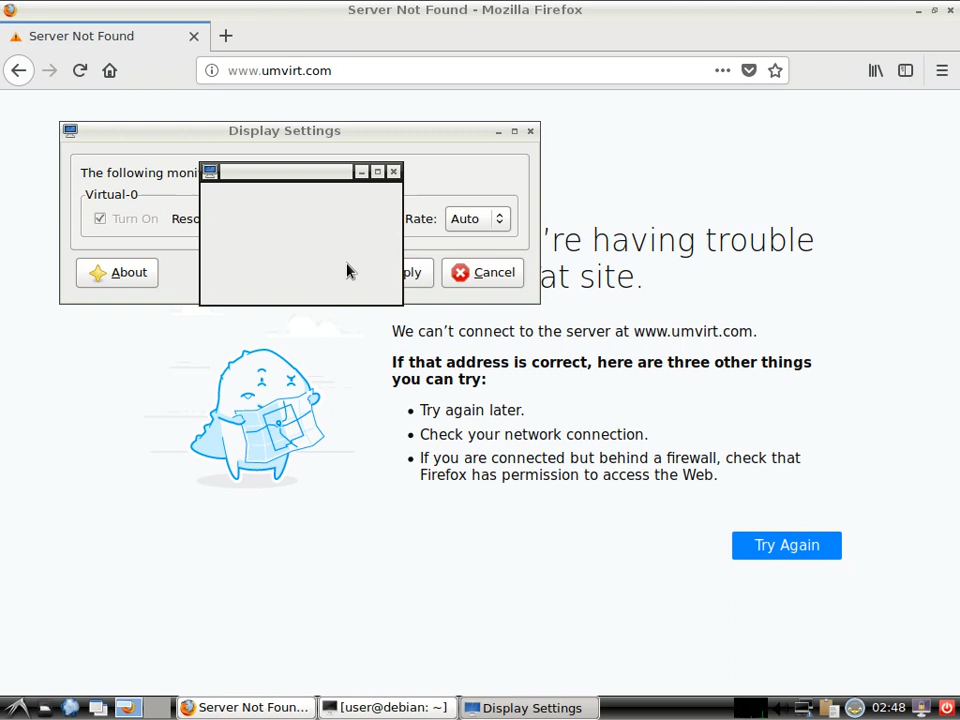 Server Not Found - Mozilla Firefox
Server Not Found
www.umvirt.com
Display Settings
The following moni
Virtual-0
Turn On Reso Rate: Auto
About ply Cancel
're having trouble
at site.
We can’t connect to the server at www.umvirt.com.
If that address is correct, here are three other things
you can try:
• Try again later.
• Check your network connection.
• If you are connected but behind a firewall, check that
Firefox has permission to access the Web.
Try Again
Server Not Foun... [user@debian: ~] Display Settings 02:48